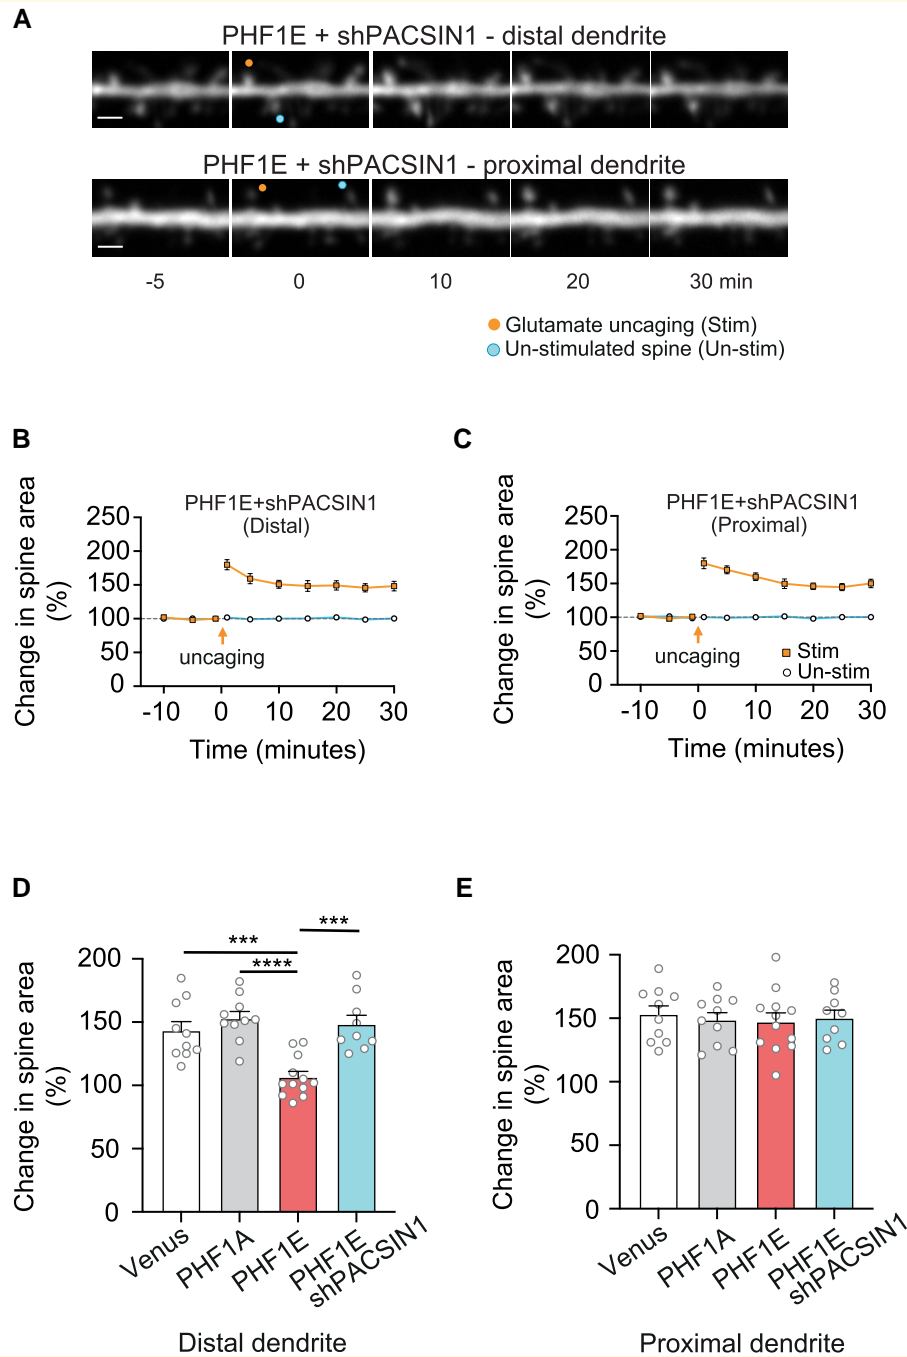 A
PHF1E + shPACSIN1 - distal dendrite
PHF1E + shPACSIN1 - proximal dendrite
-5 0 10 20 30 min
Glutamate uncaging (Stim)
Un-stimulated spine (Un-stim)
B
PHF1E+shPACSIN1
(Distal)
Change in spine area
(%)
250
200
150
100
50
0
uncaging
-10 0 10 20 30
Time (minutes)
C
PHF1E+shPACSIN1
(Proximal)
Change in spine area
(%)
250
200
150
100
50
0
uncaging
Stim
Un-stim
-10 0 10 20 30
Time (minutes)
D
***
***
****
Change in spine area
(%)
200
150
100
50
0
Venus
PHF1A
PHF1E
PHF1E
shPACSIN1
Distal dendrite
E
Change in spine area
(%)
200
150
100
50
0
Venus
PHF1A
PHF1E
PHF1E
shPACSIN1
Proximal dendrite